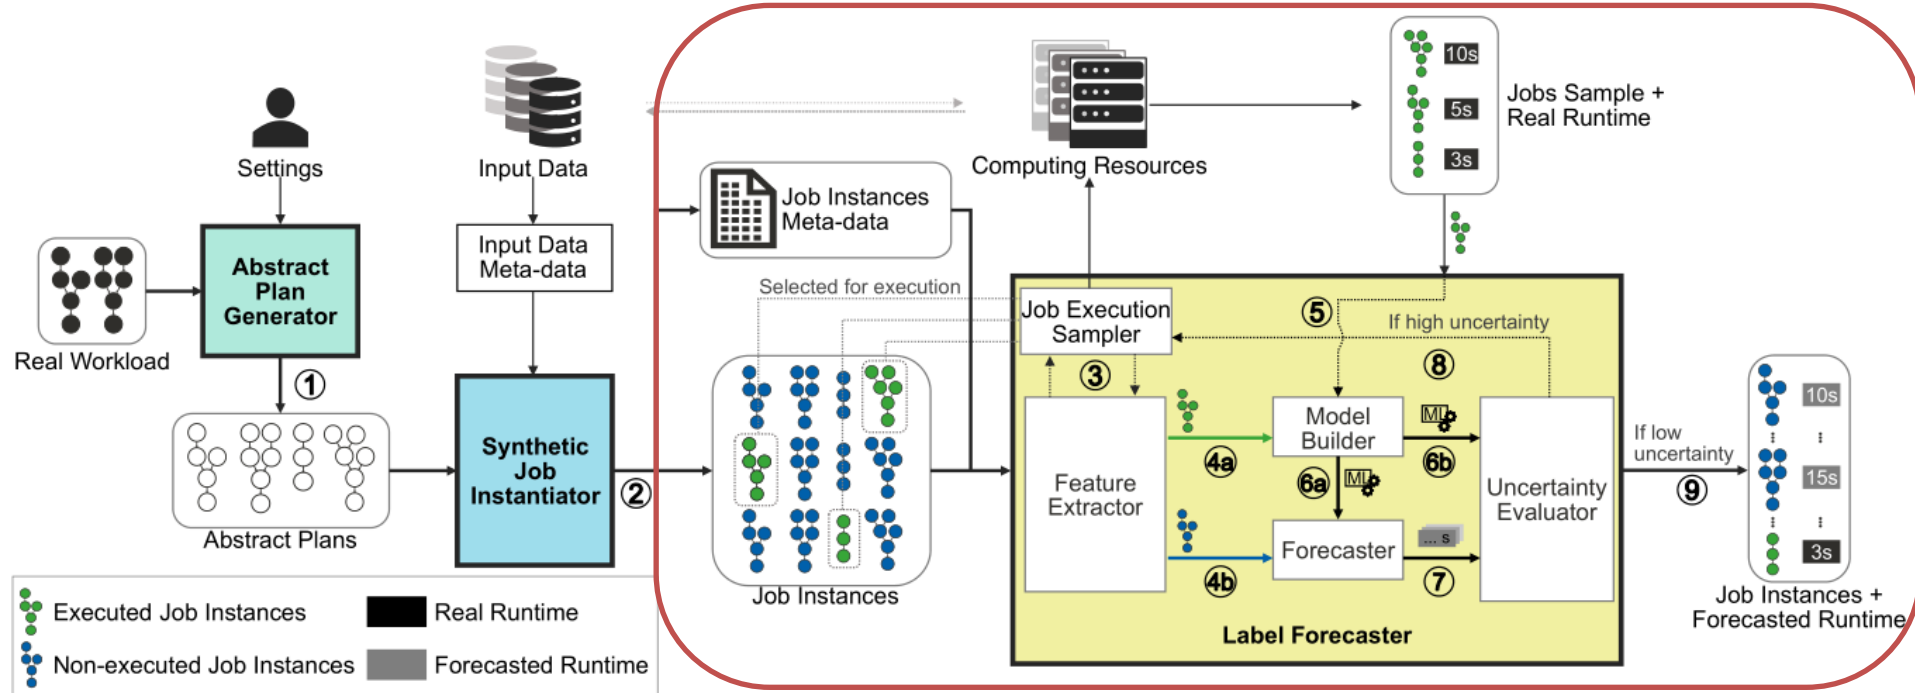 Settings
Input Data
Computing Resources
10s
5s
3s
Jobs Sample +
Real Runtime
Job Instances
Meta-data
Input Data
Meta-data
Abstract
Plan
Generator
Real Workload
Selected for execution
Job Execution
Sampler
5
If high uncertainty
1
3
8
Synthetic
Job
Instantiator
2
Abstract Plans
Job Instances
Feature
Extractor
4a
4b
Model
Builder
ML
6b
6a
ML
Forecaster
... s
7
Uncertainty
Evaluator
Label Forecaster
If low
uncertainty
9
10s
15s
3s
Job Instances +
Forecasted Runtime
Executed Job Instances
Real Runtime
Non-executed Job Instances
Forecasted Runtime